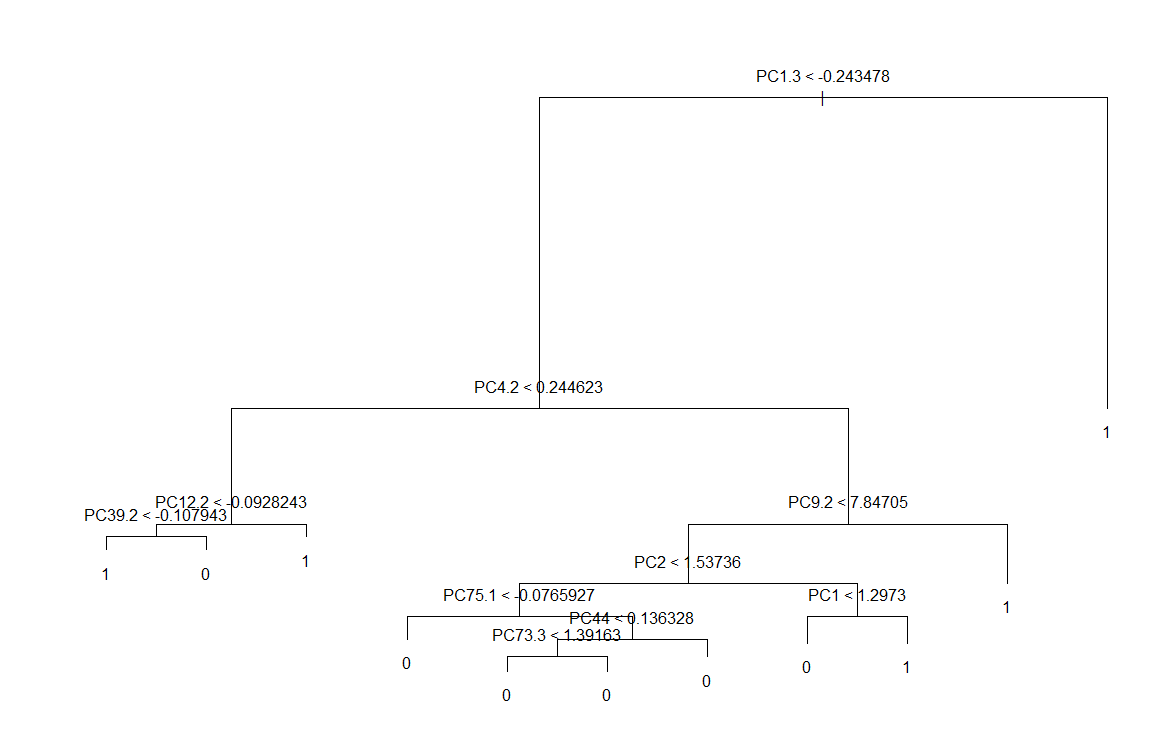 PC1.3 < -0.243478
PC4.2 < 0.244623
1
PC12.2 < -0.0928243
PC9.2 < 7.84705
PC39.2 < -0.107943
1
1
0
PC2 < 1.53736
PC75.1 < -0.0765927
PC1 < 1.2973
1
PC44 < 0.136328
PC73.3 < 1.39163
0
0
1
0
0
0